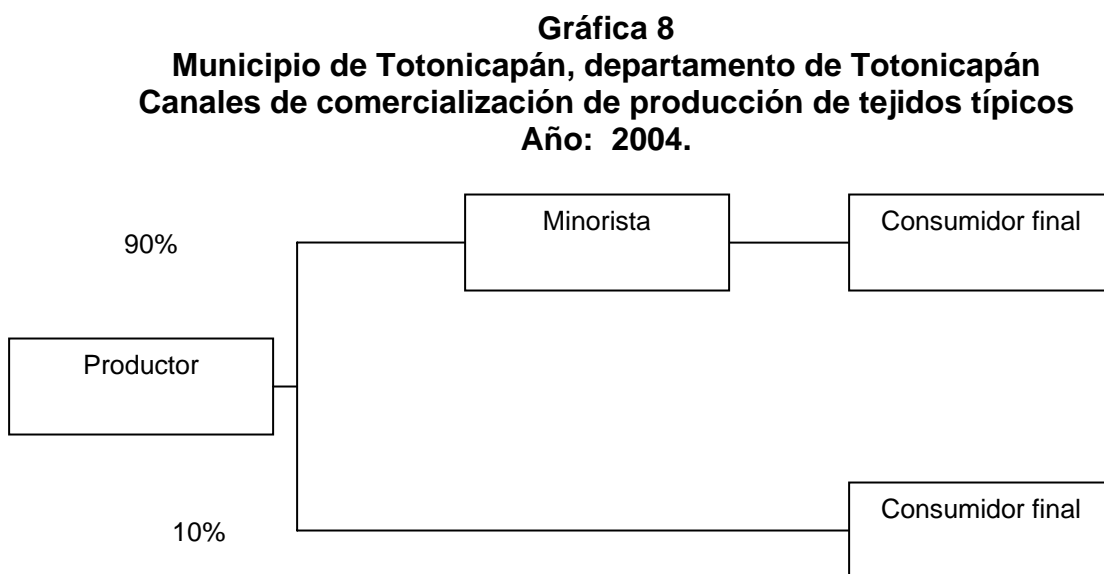 Gráfica 8
Municipio de Totonicapán, departamento de Totonicapán
Canales de comercialización de producción de tejidos típicos
Año:  2004.
90%
Minorista
Consumidor final
Productor
10%
Consumidor final